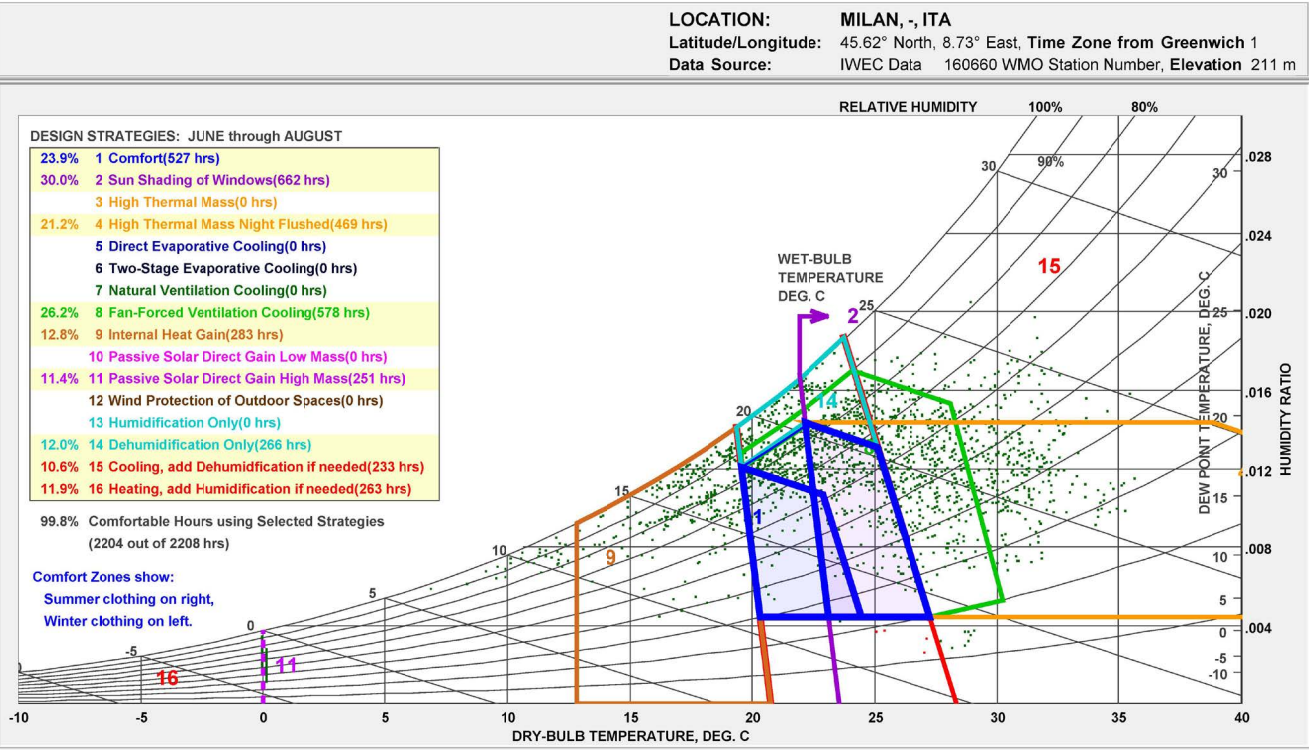 LOCATION: MILAN, -, ITA
Latitude/Longitude: 45.62° North, 8.73° East, Time Zone from Greenwich 1
Data Source: IWEC Data 160660 WMO Station Number, Elevation 211 m
RELATIVE HUMIDITY 100% 80%
DESIGN STRATEGIES: JUNE through AUGUST
23.9% 1 Comfort(527 hrs)
30.0% 2 Sun Shading of Windows(662 hrs)
3 High Thermal Mass(0 hrs)
21.2% 4 High Thermal Mass Night Flushed(469 hrs)
5 Direct Evaporative Cooling(0 hrs)
6 Two-Stage Evaporative Cooling(0 hrs)
7 Natural Ventilation Cooling(0 hrs)
26.2% 8 Fan-Forced Ventilation Cooling(578 hrs)
12.8% 9 Internal Heat Gain(283 hrs)
10 Passive Solar Direct Gain Low Mass(0 hrs)
11.4% 11 Passive Solar Direct Gain High Mass(251 hrs)
12 Wind Protection of Outdoor Spaces(0 hrs)
13 Humidification Only(0 hrs)
12.0% 14 Dehumidification Only(266 hrs)
10.6% 15 Cooling, add Dehumidfication if needed(233 hrs)
11.9% 16 Heating, add Humidification if needed(263 hrs)
99.8% Comfortable Hours using Selected Strategies
(2204 out of 2208 hrs)
Comfort Zones show:
Summer clothing on right,
Winter clothing on left.
WET-BULB
TEMPERATURE
DEG. C
90%
30
25
20
15
10
5
0
-5
15
2
14
1
9
11
16
30
25
20
15
10
5
0
-5
-10
DEW POINT TEMPERATURE, DEG. C
.028
.024
.020
.016
.012
.008
.004
HUMIDITY RATIO
-10 -5 0 5 10 15 20 25 30 35 40
DRY-BULB TEMPERATURE, DEG. C